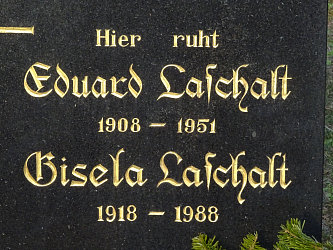 Hier ruht
Eduard Laſchalt
1908 – 1951
Gisela Laſchalt
1918 – 1988